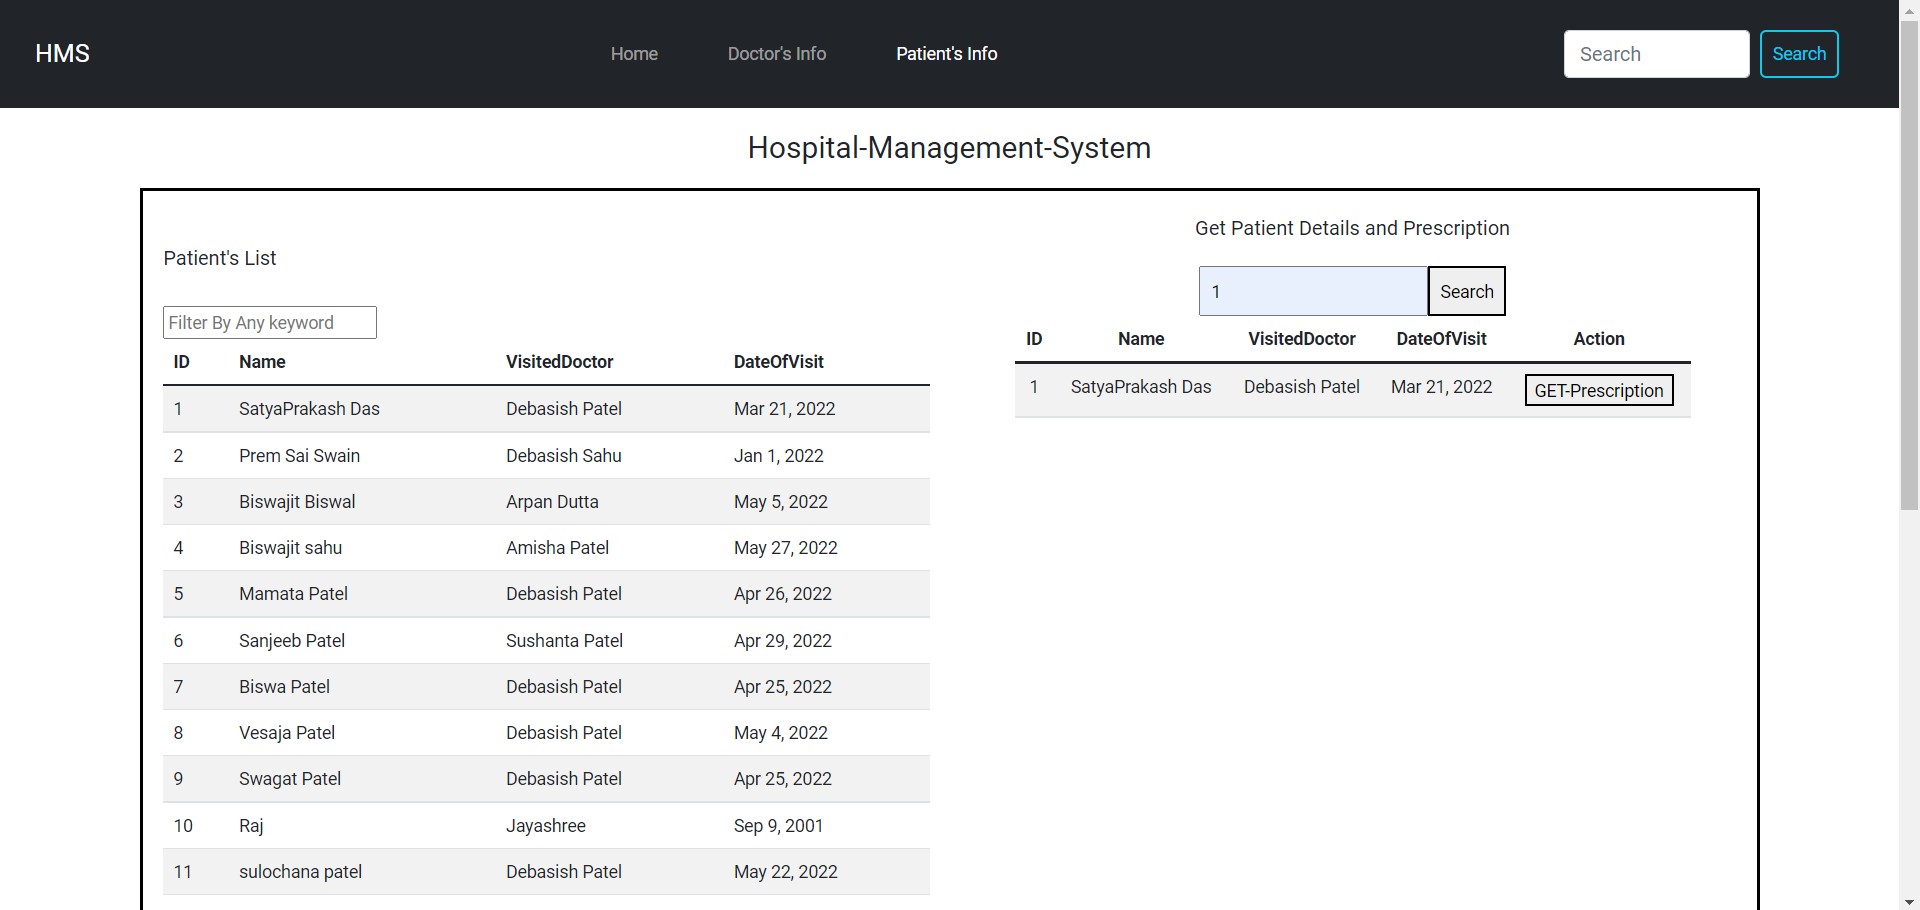 HMS Home Doctor's Info Patient's Info Search Search
Hospital-Management-System
Patient's List
Filter By Any keyword
ID Name VisitedDoctor DateOfVisit
1 SatyaPrakash Das Debasish Patel Mar 21, 2022
2 Prem Sai Swain Debasish Sahu Jan 1, 2022
3 Biswajit Biswal Arpan Dutta May 5, 2022
4 Biswajit sahu Amisha Patel May 27, 2022
5 Mamata Patel Debasish Patel Apr 26, 2022
6 Sanjeeb Patel Sushanta Patel Apr 29, 2022
7 Biswa Patel Debasish Patel Apr 25, 2022
8 Vesaja Patel Debasish Patel May 4, 2022
9 Swagat Patel Debasish Patel Apr 25, 2022
10 Raj Jayashree Sep 9, 2001
11 sulochana patel Debasish Patel May 22, 2022
Get Patient Details and Prescription
1 Search
ID Name VisitedDoctor DateOfVisit Action
1 SatyaPrakash Das Debasish Patel Mar 21, 2022 GET-Prescription